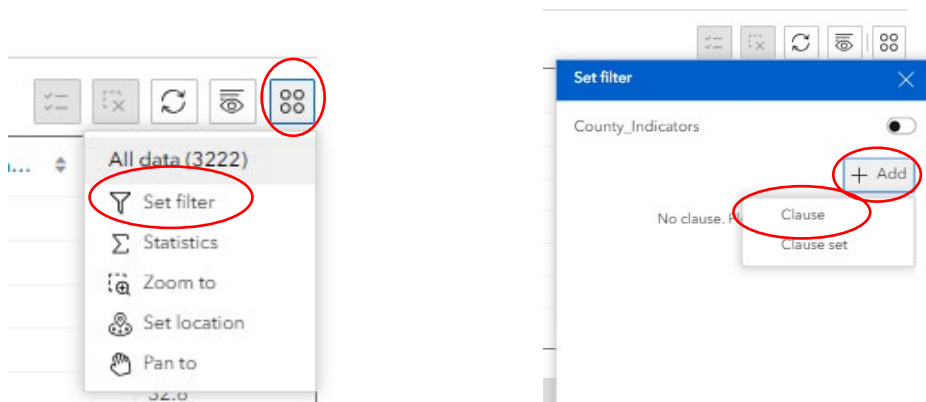 ...
All data (3222)
Set filter
Statistics
Zoom to
Set location
Pan to
Set filter
County_Indicators
+ Add
No clause.
Clause
Clause set